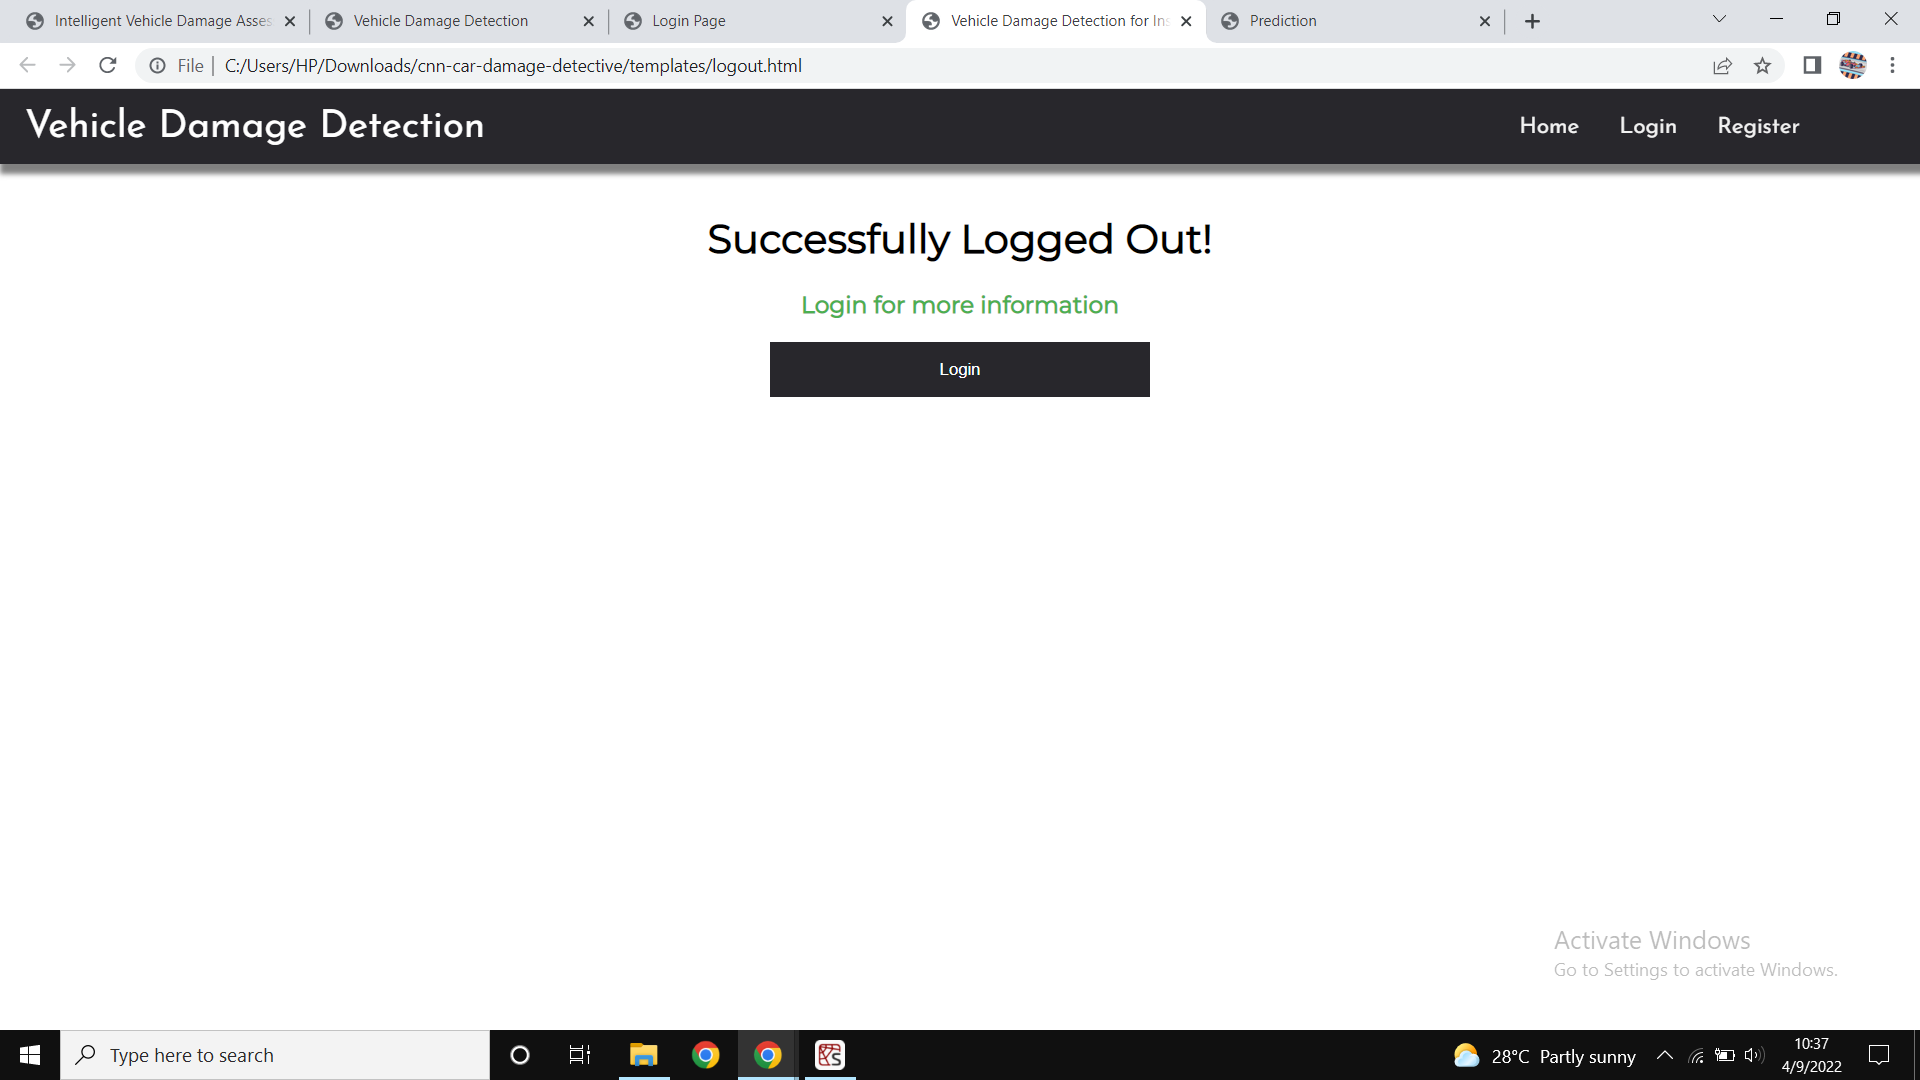 Intelligent Vehicle Damage Asses
Vehicle Damage Detection
Login Page
Vehicle Damage Detection for Ins
Prediction
File
C:/Users/HP/Downloads/cnn-car-damage-detective/templates/logout.html
Vehicle Damage Detection
Home
Login
Register
Successfully Logged Out!
Login for more information
Login
Activate Windows
Go to Settings to activate Windows.
Type here to search
28°C Partly sunny
10:37
4/9/2022